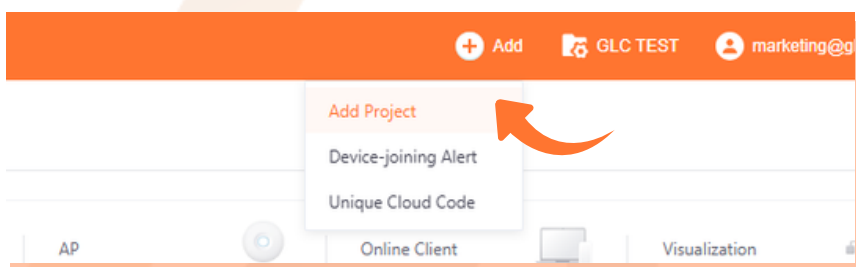 Add GLC TEST marketing@gl
Add Project
Device-joining Alert
Unique Cloud Code
AP Online Client Visualization